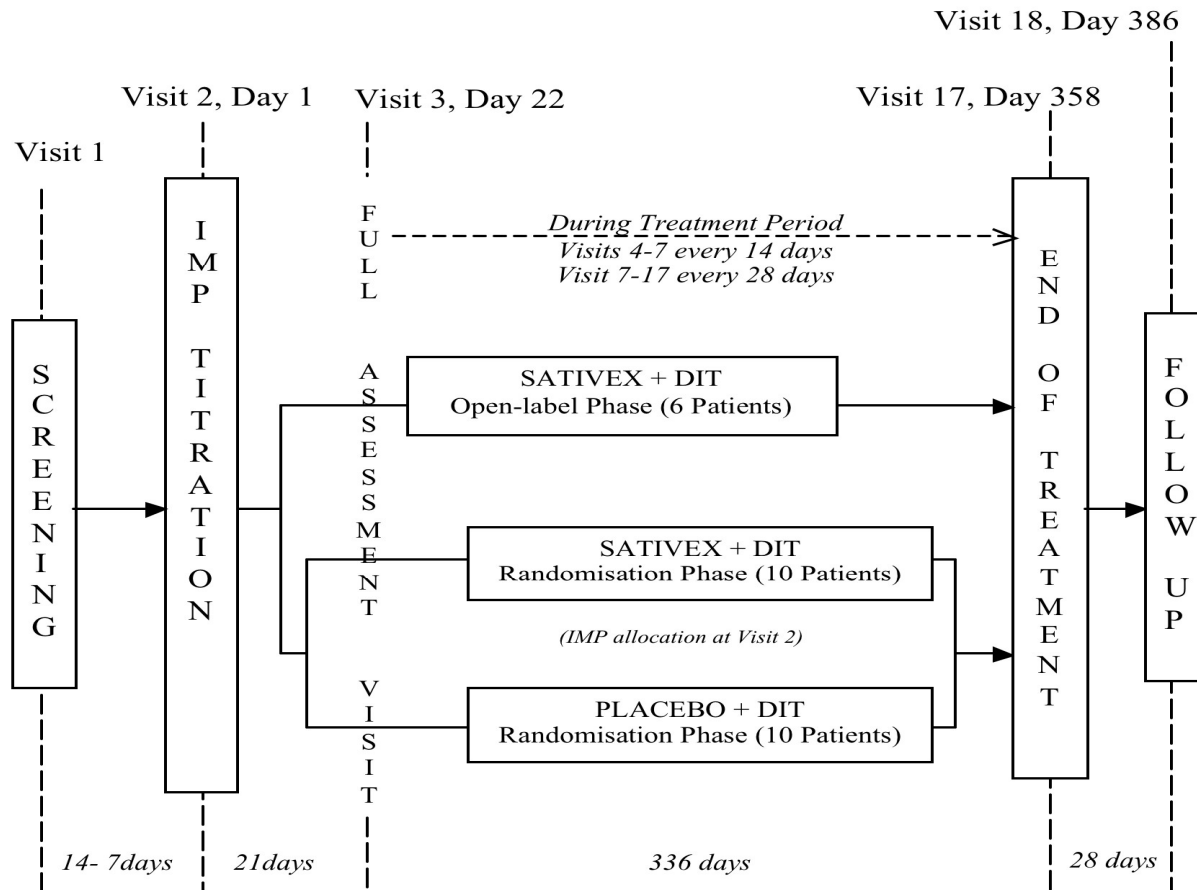 Visit 18, Day 386
Visit 2, Day 1
Visit 3, Day 22
Visit 17, Day 358
Visit 1
SCREENING
IMP TITRATION
FULL ASSESSMENT VISIT
During Treatment Period
Visits 4-7 every 14 days
Visit 7-17 every 28 days
SATIVEX + DIT
Open-label Phase (6 Patients)
SATIVEX + DIT
Randomisation Phase (10 Patients)
(IMP allocation at Visit 2)
PLACEBO + DIT
Randomisation Phase (10 Patients)
END OF TREATMENT
FOLLOW UP
14- 7days
21days
336 days
28 days